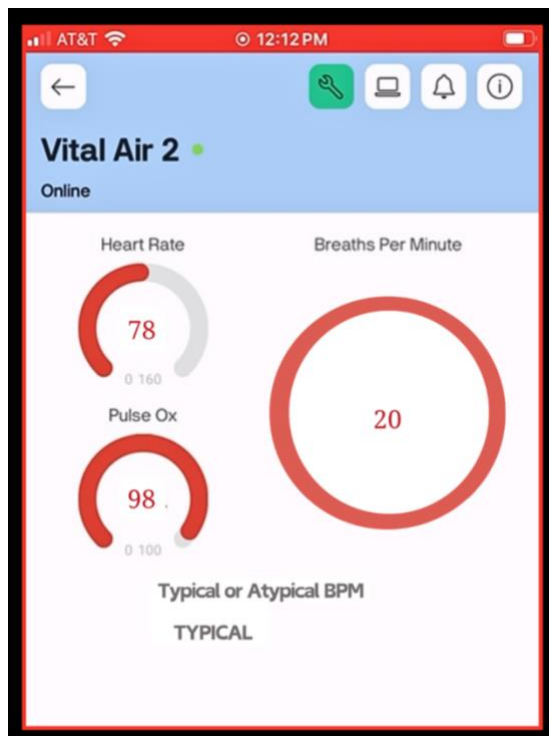 AT&T 12:12 PM
Vital Air 2
Online
Heart Rate
78
0 160
Breaths Per Minute
20
Pulse Ox
98 .
0 100
Typical or Atypical BPM
TYPICAL